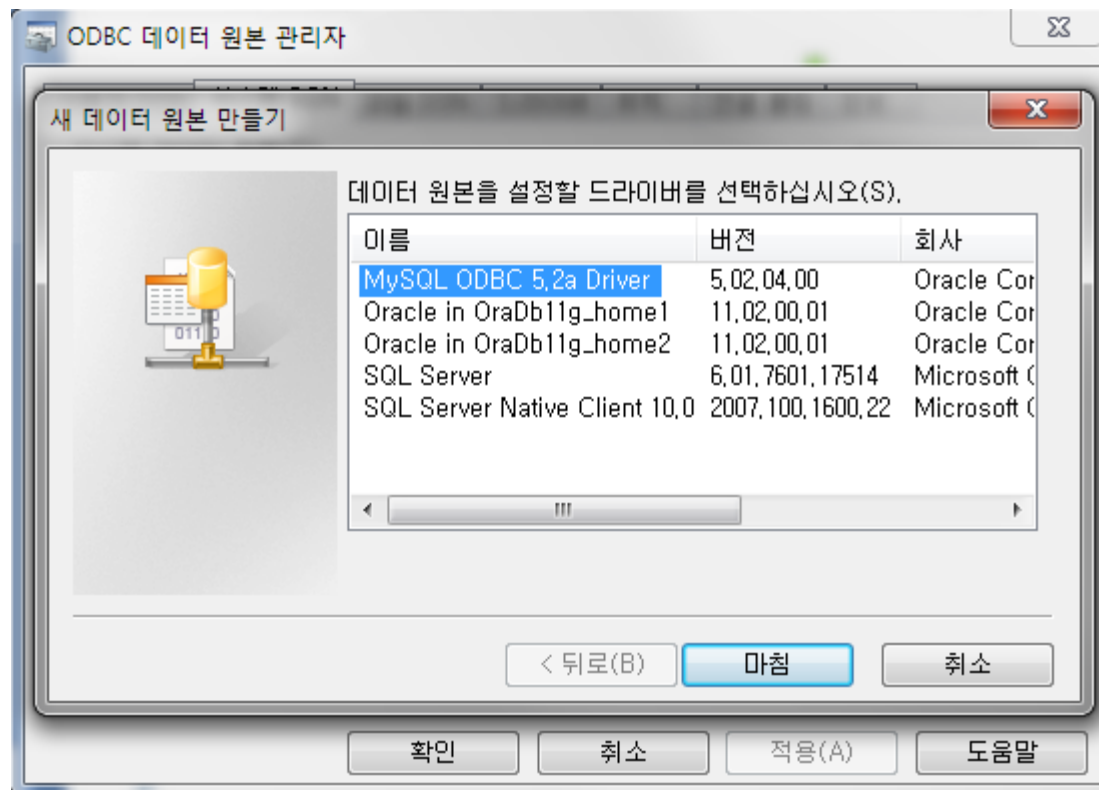 ODBC 데이터 원본 관리자
새 데이터 원본 만들기
데이터 원본을 설정할 드라이버를 선택하십시오(S).
이름 버전 회사
MySQL ODBC 5,2a Driver 5,02,04,00 Oracle Cor
Oracle in OraDb11g_home1 11,02,00,01 Oracle Cor
Oracle in OraDb11g_home2 11,02,00,01 Oracle Cor
SQL Server 6,01,7601,17514 Microsoft (
SQL Server Native Client 10,0 2007,100,1600,22 Microsoft (
< 뒤로(B) 마침 취소
확인 취소 적용(A) 도움말